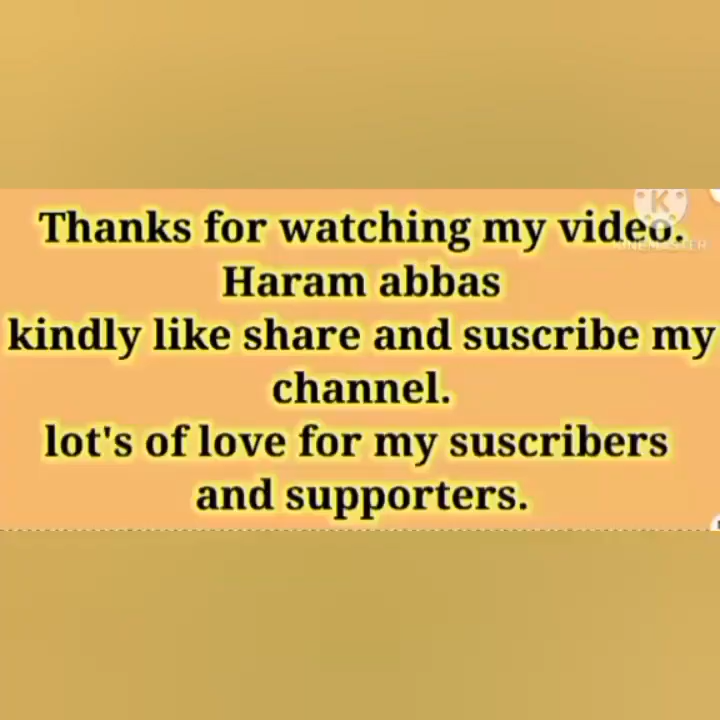 Thanks for watching my video.
Haram abbas
kindly like share and suscribe my
channel.
lot's of love for my suscribers
and supporters.
K
KINEMASTER